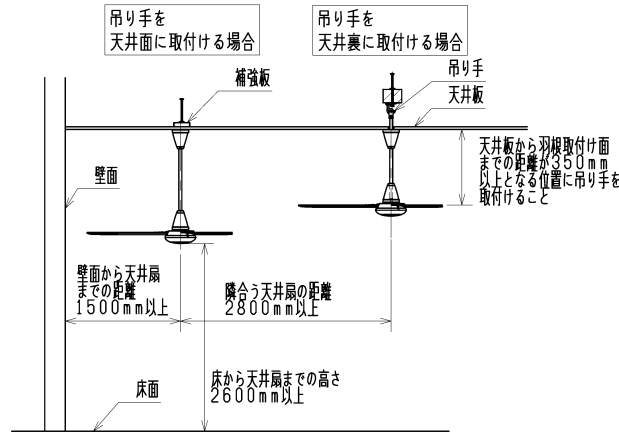 吊り手を
天井面に取付ける場合
吊り手を
天井裏に取付ける場合
補強板
吊り手
天井板
天井板から羽根取付け面
までの距離が350mm
以上となる位置に吊り手を
取付けること
壁面
壁面から天井扇
までの距離
1500mm以上
隣合う天井扇の距離
2800mm以上
床から天井扇までの高さ
2600mm以上
床面